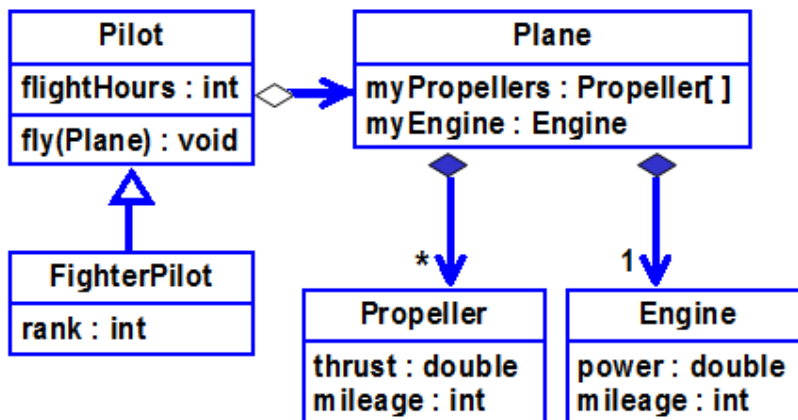 Pilot
flightHours : int
fly(Plane) : void
Plane
myPropellers : Propeller[ ]
myEngine : Engine
FighterPilot
rank : int
*
1
Propeller
thrust : double
mileage : int
Engine
power : double
mileage : int